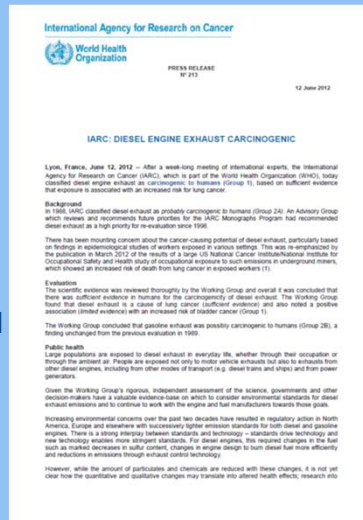 International Agency for Research on Cancer
World Health
Organization
PRESS RELEASE
N° 213
12 June 2012
IARC: DIESEL ENGINE EXHAUST CARCINOGENIC
Lyon, France, June 12, 2012 -- After a week-long meeting of international experts, the International
Agency for Research on Cancer (IARC), which is part of the World Health Organization (WHO), today
classified diesel engine exhaust as carcinogenic to humans (Group 1), based on sufficient evidence
that exposure is associated with an increased risk for lung cancer.
Background
In 1988, IARC classified diesel exhaust as probably carcinogenic to humans (Group 2A). An Advisory Group
which reviews and recommends future priorities for the IARC Monographs Program had recommended
diesel exhaust as a high priority for re-evaluation since 1998.
There has been mounting concern about the cancer-causing potential of diesel exhaust, particularly based
on findings in epidemiological studies of workers exposed in various settings. This was re-emphasized by
the publication in March 2012 of the results of a large US National Cancer Institute/National Institute for
Occupational Safety and Health study of occupational exposure to such emissions in underground miners,
which showed an increased risk of death from lung cancer in exposed workers (1).
Evaluation
The scientific evidence was reviewed thoroughly by the Working Group and overall it was concluded that
there was sufficient evidence in humans for the carcinogenicity of diesel exhaust. The Working Group
found that diesel exhaust is a cause of lung cancer (sufficient evidence) and also noted a positive
association (limited evidence) with an increased risk of bladder cancer (Group 1).
The Working Group concluded that gasoline exhaust was possibly carcinogenic to humans (Group 2B), a
finding unchanged from the previous evaluation in 1989.
Public health
Large populations are exposed to diesel exhaust in everyday life, whether through their occupation or
through the ambient air. People are exposed not only to motor vehicle exhausts but also to exhausts from
other diesel engines, including from other modes of transport (e.g. diesel trains and ships) and from power
generators.
Given the Working Group's rigorous, independent assessment of the science, governments and other
decision-makers have a valuable evidence-base on which to consider environmental standards for diesel
exhaust emissions and to continue to work with the engine and fuel manufacturers towards those goals.
Increasing environmental concerns over the past two decades have resulted in regulatory action in North
America, Europe and elsewhere with successively tighter emission standards for both diesel and gasoline
engines. There is a strong interplay between standards and technology – standards drive technology and
new technology enables more stringent standards. For diesel engines, this required changes in the fuel
such as marked decreases in sulfur content, changes in engine design to burn diesel fuel more efficiently
and reductions in emissions through exhaust control technology.
However, while the amount of particulates and chemicals are reduced with these changes, it is not yet
clear how the quantitative and qualitative changes may translate into altered health effects; research into